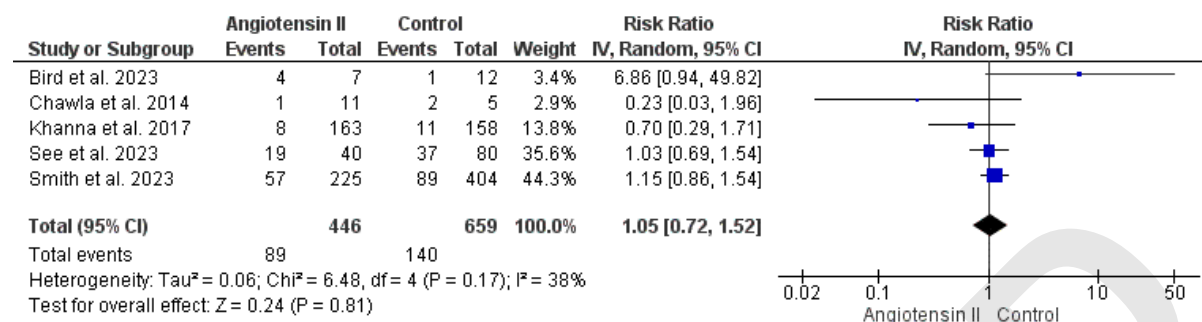 Angiotensin II Control Risk Ratio Risk Ratio
Study or Subgroup Events Total Events Total Weight IV, Random, 95% CI IV, Random, 95% CI
Bird et al. 2023 4 7 1 12 3.4% 6.86 [0.94, 49.82]
Chawla et al. 2014 1 11 2 5 2.9% 0.23 [0.03, 1.96]
Khanna et al. 2017 8 163 11 158 13.8% 0.70 [0.29, 1.71]
See et al. 2023 19 40 37 80 35.6% 1.03 [0.69, 1.54]
Smith et al. 2023 57 225 89 404 44.3% 1.15 [0.86, 1.54]
Total (95% CI) 446 659 100.0% 1.05 [0.72, 1.52]
Total events 89 140
Heterogeneity: Tau² = 0.06; Chi² = 6.48, df = 4 (P = 0.17); I² = 38%
Test for overall effect: Z = 0.24 (P = 0.81)
0.02 0.1 1 10 50
Angiotensin II Control